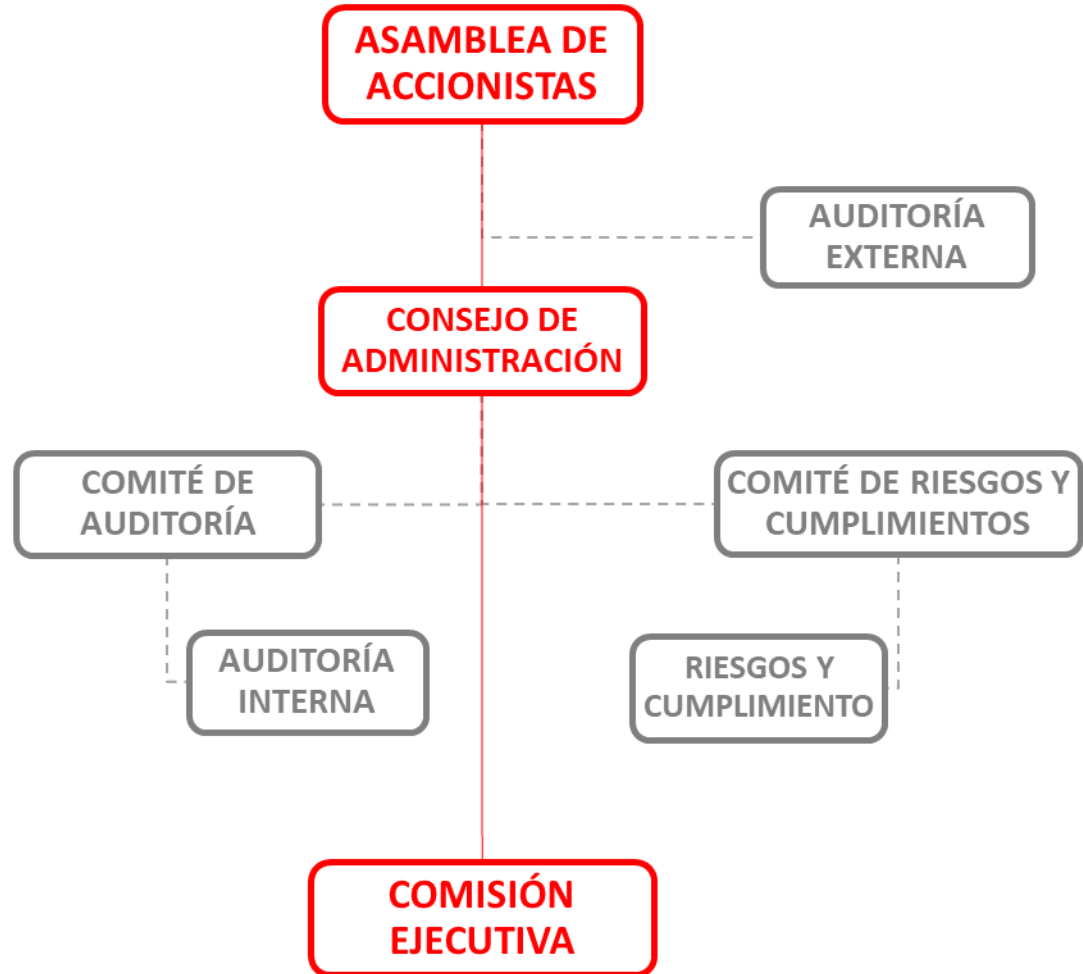 ASAMBLEA DE
ACCIONISTAS
AUDITORÍA
EXTERNA
CONSEJO DE
ADMINISTRACIÓN
COMITÉ DE
AUDITORÍA
COMITÉ DE RIESGOS Y
CUMPLIMIENTOS
AUDITORÍA
INTERNA
RIESGOS Y
CUMPLIMIENTO
COMISIÓN
EJECUTIVA